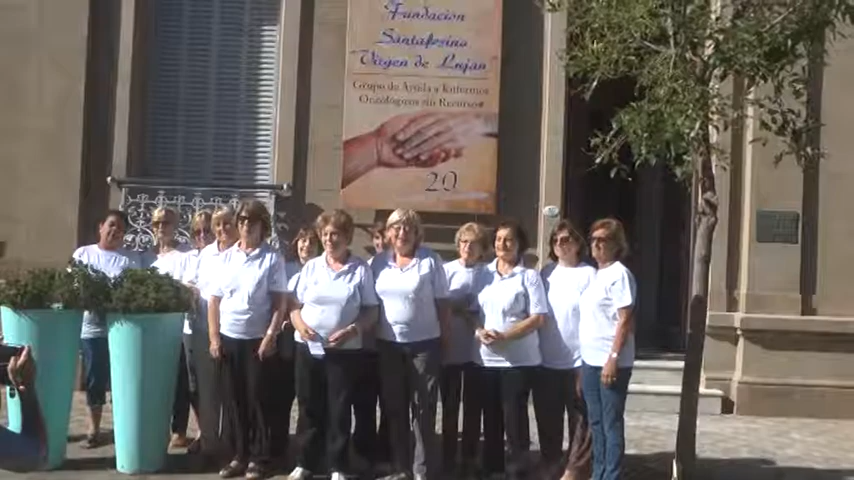 Fundación
Santafesina
"Virgen de Luján"
Grupo de Ayuda a Enfermos
Oncológicos sin Recursos
20